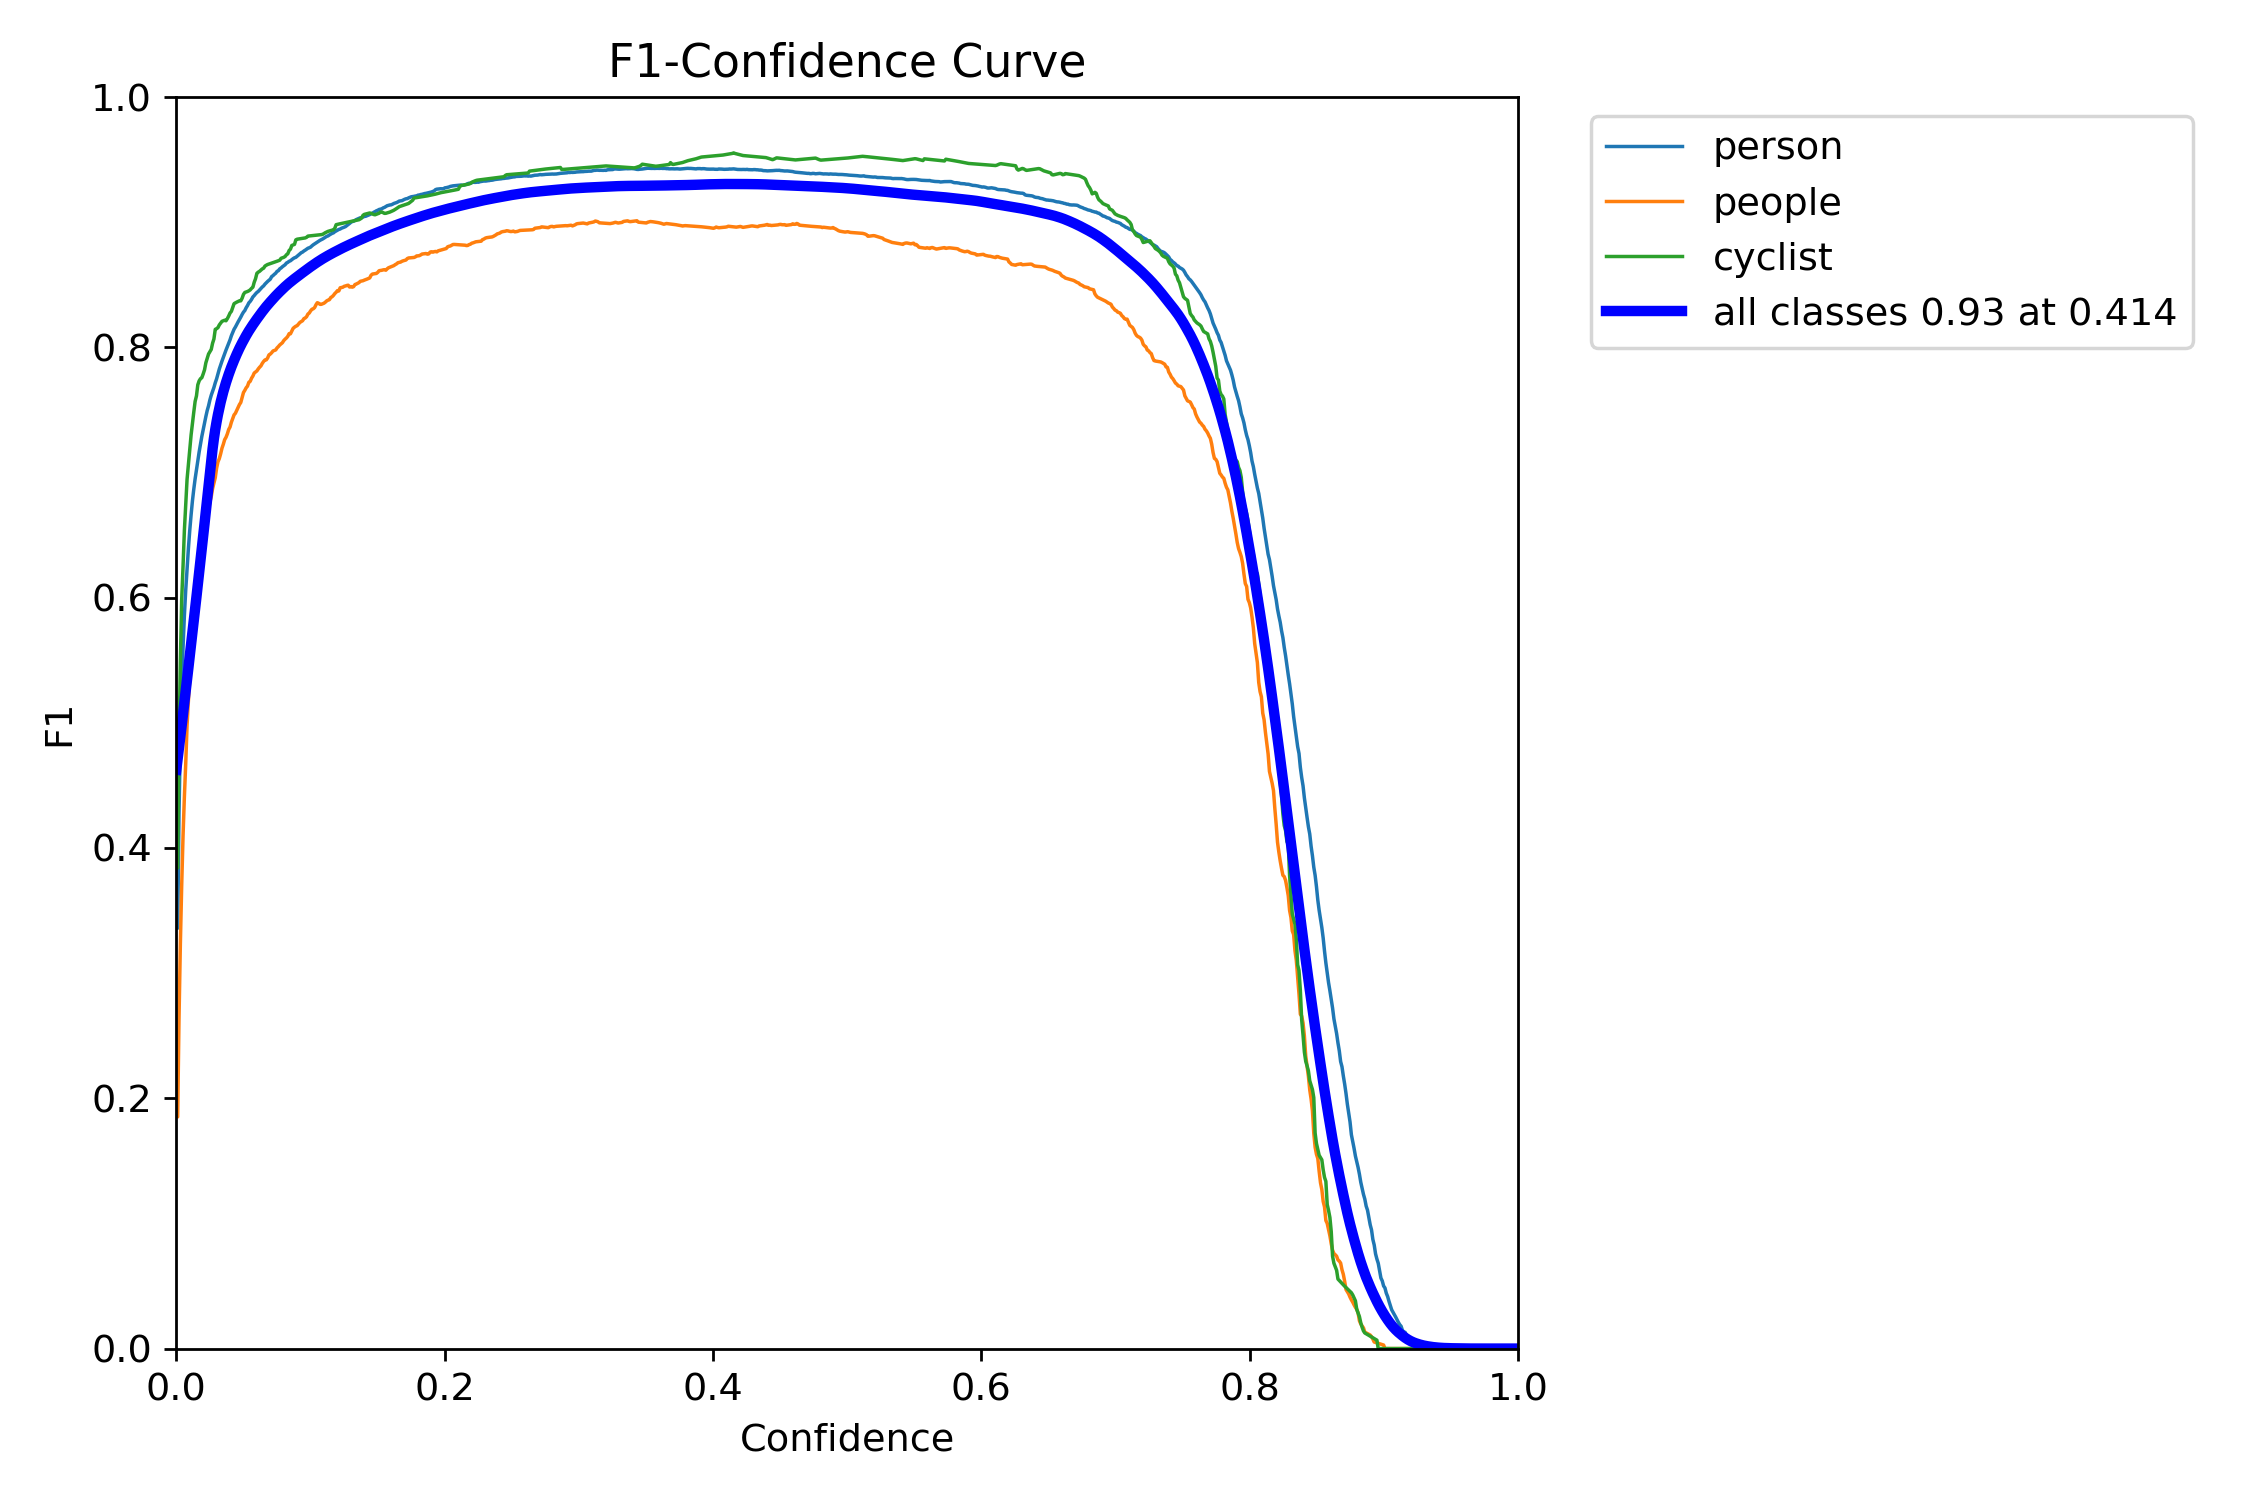 F1-Confidence Curve
1.0
0.8
0.6
0.4
0.2
0.0
F1
0.0 0.2 0.4 0.6 0.8 1.0
Confidence
person
people
cyclist
all classes 0.93 at 0.414